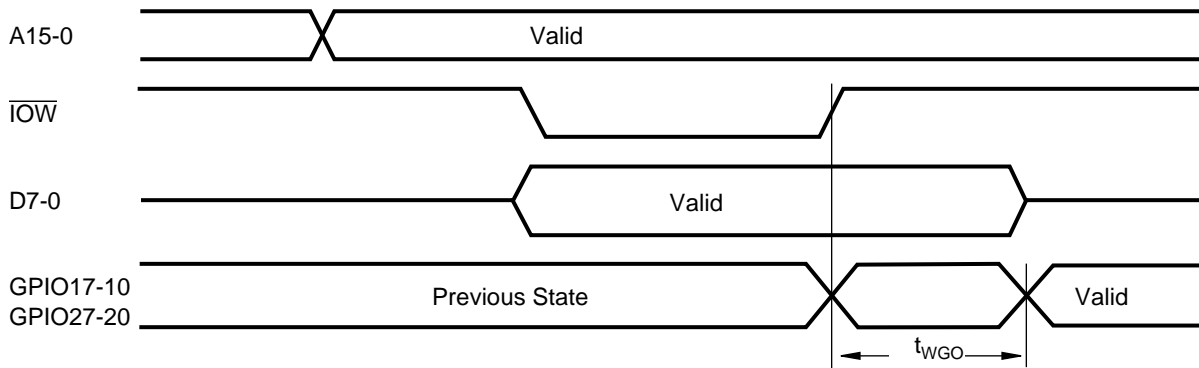 A15-0
Valid
IOW
D7-0
Valid
GPIO17-10
GPIO27-20
Previous State
Valid
tWGO